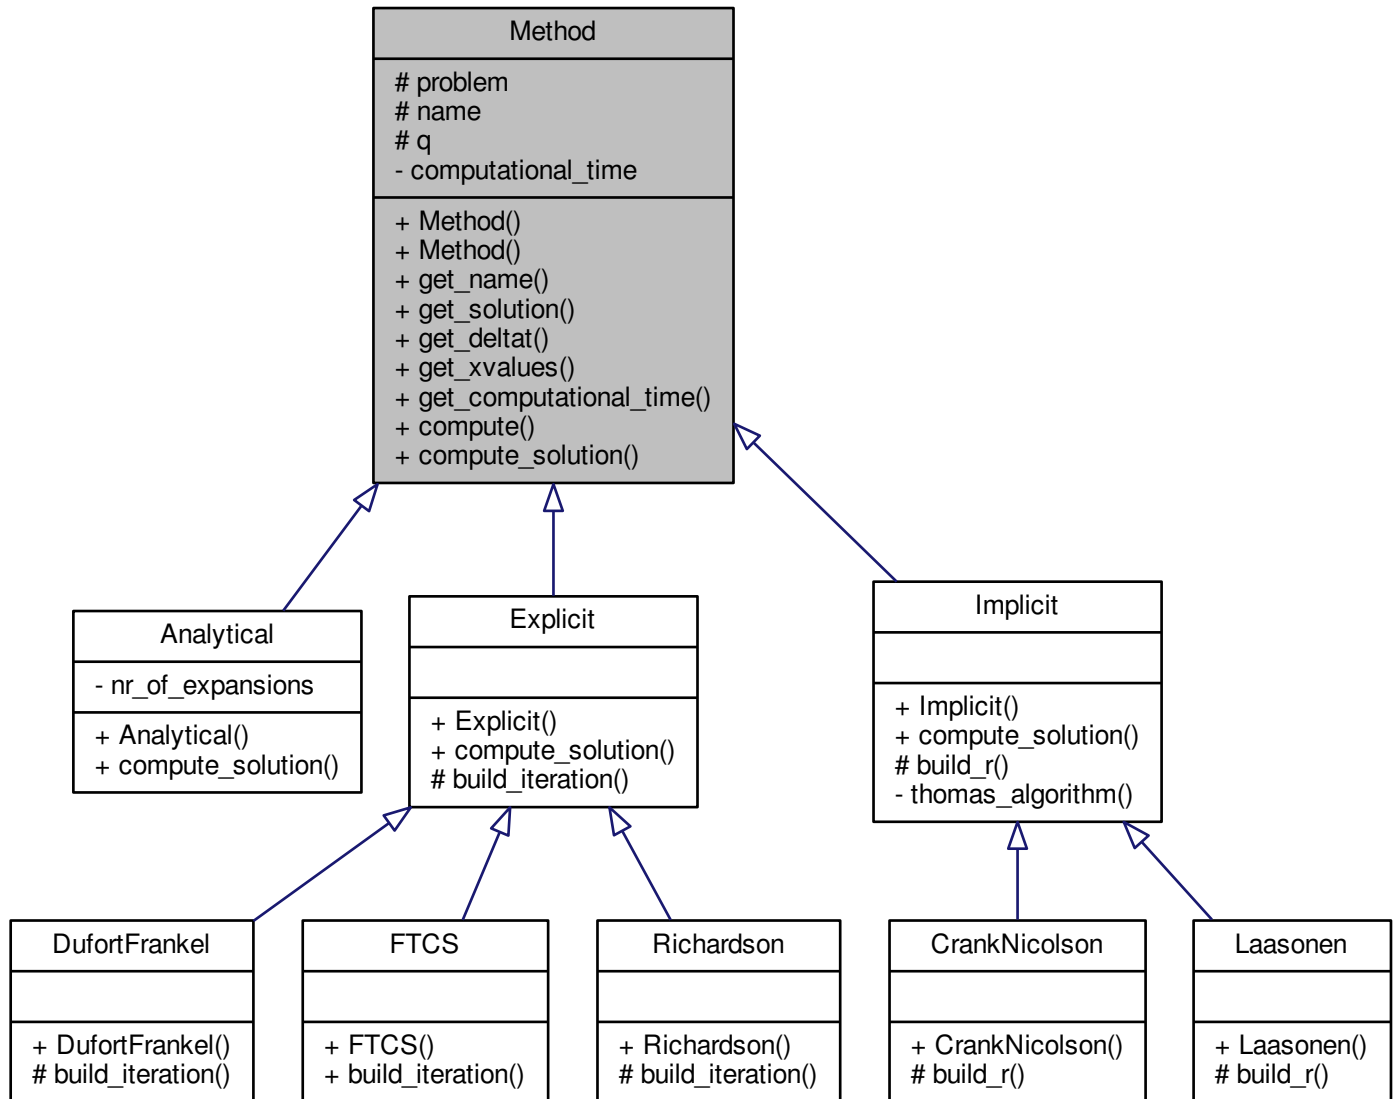 Method
# problem
# name
# q
- computational_time
+ Method()
+ Method()
+ get_name()
+ get_solution()
+ get_deltat()
+ get_xvalues()
+ get_computational_time()
+ compute()
+ compute_solution()
Analytical
- nr_of_expansions
+ Analytical()
+ compute_solution()
Explicit
+ Explicit()
+ compute_solution()
# build_iteration()
Implicit
+ Implicit()
+ compute_solution()
# build_r()
- thomas_algorithm()
DufortFrankel
+ DufortFrankel()
# build_iteration()
FTCS
+ FTCS()
+ build_iteration()
Richardson
+ Richardson()
# build_iteration()
CrankNicolson
+ CrankNicolson()
# build_r()
Laasonen
+ Laasonen()
# build_r()